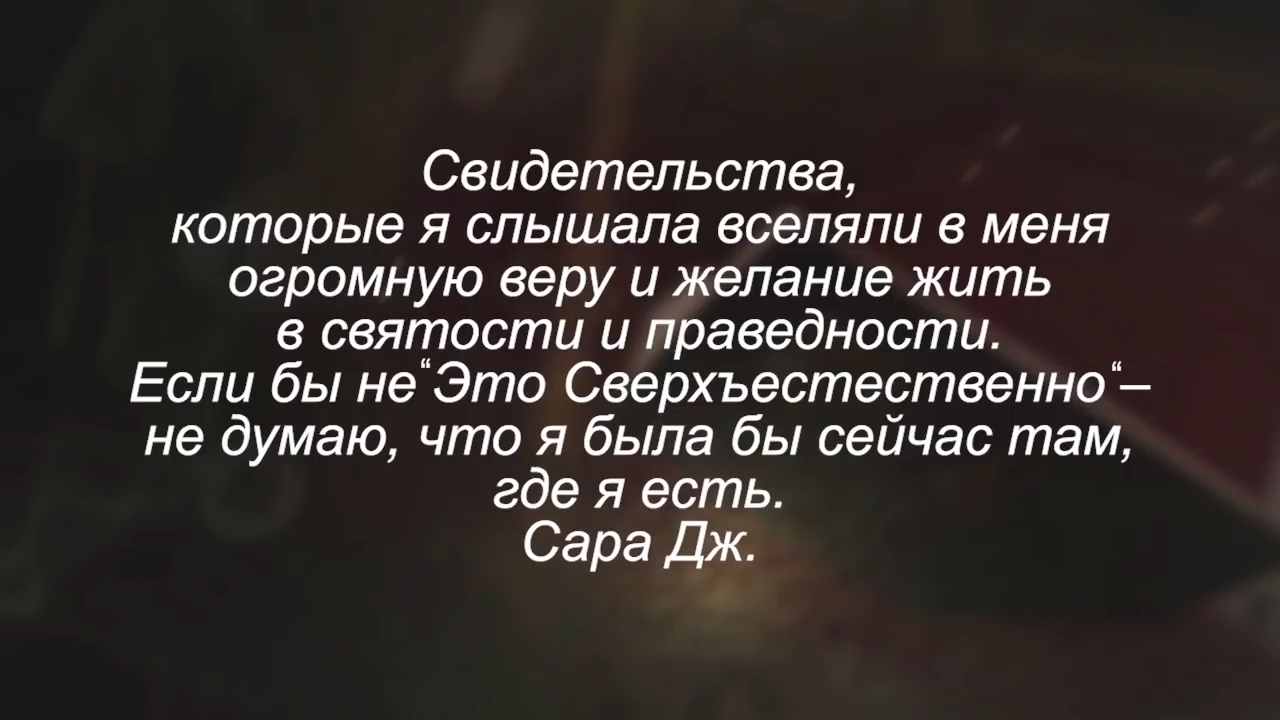 Свидетельства,
которые я слышала вселяли в меня
огромную веру и желание жить
в святости и праведности.
Если бы не“Это Сверхъестественно“–
не думаю, что я была бы сейчас там,
где я есть.
Сара Дж.